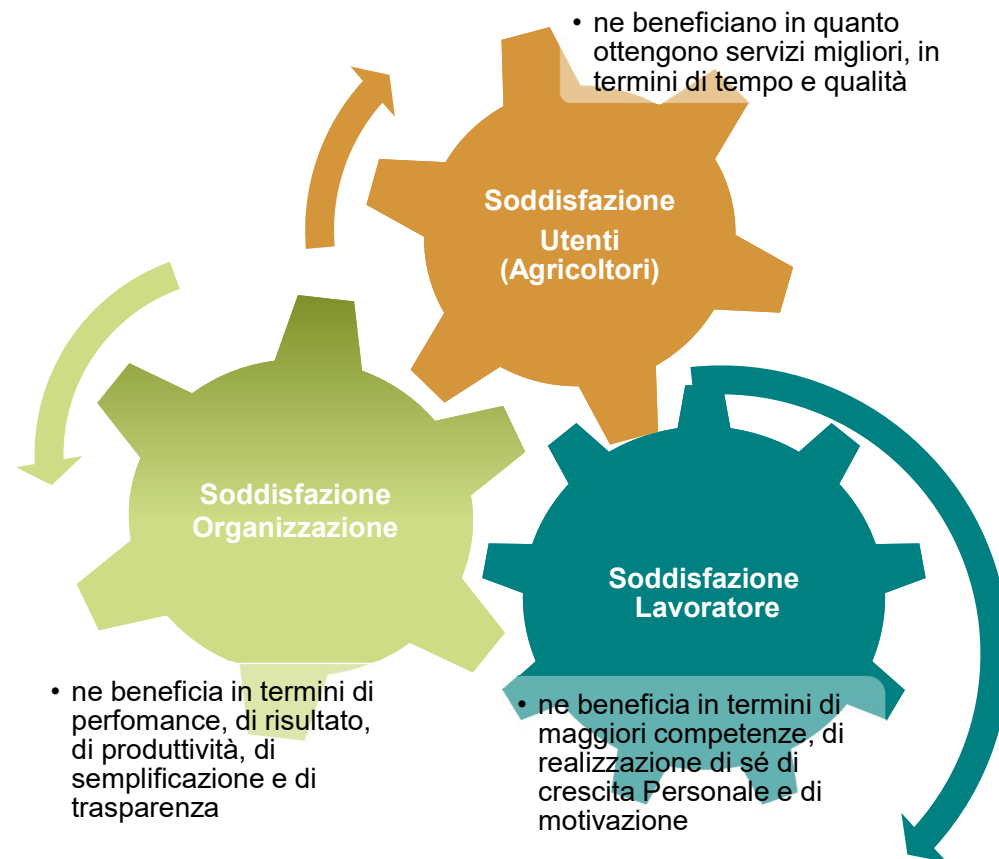 • ne beneficiano in quanto
ottengono servizi migliori, in
termini di tempo e qualità
Soddisfazione
Utenti
(Agricoltori)
Soddisfazione
Organizzazione
Soddisfazione
Lavoratore
• ne beneficia in termini di
perfomance, di risultato,
di produttività, di
semplificazione e di
trasparenza
• ne beneficia in termini di
maggiori competenze, di
realizzazione di sé di
crescita Personale e di
motivazione